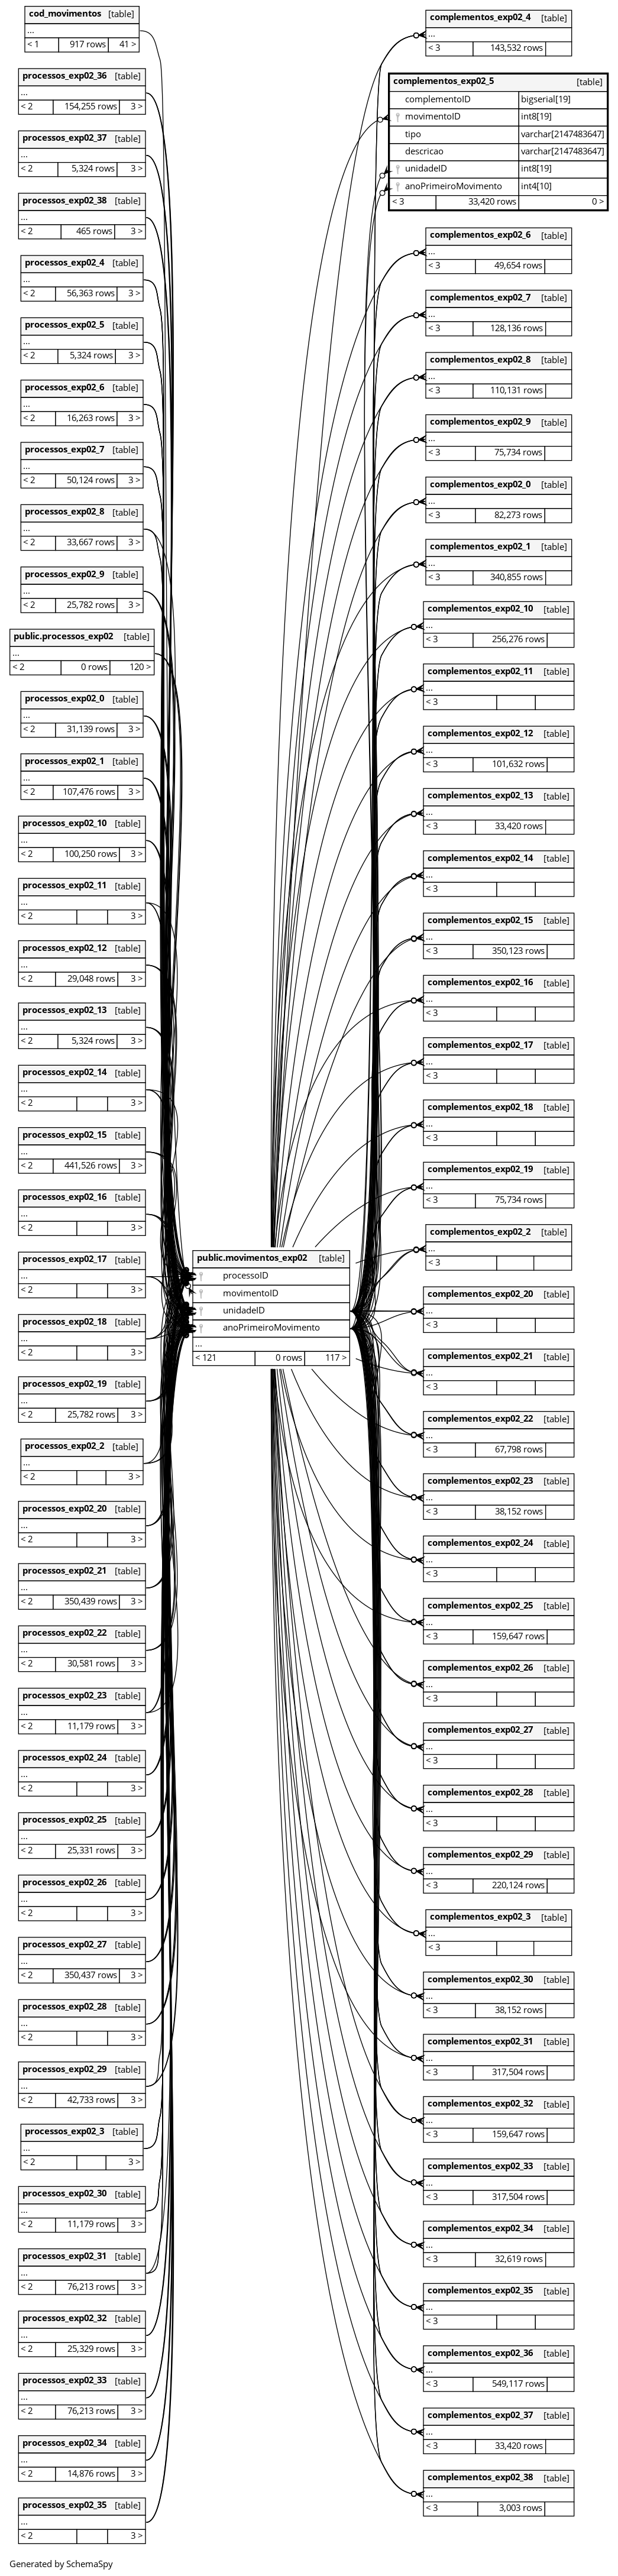 cod_movimentos [table]
...
< 1 917 rows 41 >
processos_exp02_36 [table]
...
< 2 154,255 rows 3 >
processos_exp02_37 [table]
...
< 2 5,324 rows 3 >
processos_exp02_38 [table]
...
< 2 465 rows 3 >
processos_exp02_4 [table]
...
< 2 56,363 rows 3 >
processos_exp02_5 [table]
...
< 2 5,324 rows 3 >
processos_exp02_6 [table]
...
< 2 16,263 rows 3 >
processos_exp02_7 [table]
...
< 2 50,124 rows 3 >
processos_exp02_8 [table]
...
< 2 33,667 rows 3 >
processos_exp02_9 [table]
...
< 2 25,782 rows 3 >
public.processos_exp02 [table]
...
< 2 0 rows 120 >
processos_exp02_0 [table]
...
< 2 31,139 rows 3 >
processos_exp02_1 [table]
...
< 2 107,476 rows 3 >
processos_exp02_10 [table]
...
< 2 100,250 rows 3 >
processos_exp02_11 [table]
...
< 2 3 >
processos_exp02_12 [table]
...
< 2 29,048 rows 3 >
processos_exp02_13 [table]
...
< 2 5,324 rows 3 >
processos_exp02_14 [table]
...
< 2 3 >
processos_exp02_15 [table]
...
< 2 441,526 rows 3 >
processos_exp02_16 [table]
...
< 2 3 >
processos_exp02_17 [table]
...
< 2 3 >
processos_exp02_18 [table]
...
< 2 3 >
processos_exp02_19 [table]
...
< 2 25,782 rows 3 >
processos_exp02_2 [table]
...
< 2 3 >
processos_exp02_20 [table]
...
< 2 3 >
processos_exp02_21 [table]
...
< 2 350,439 rows 3 >
processos_exp02_22 [table]
...
< 2 30,581 rows 3 >
processos_exp02_23 [table]
...
< 2 11,179 rows 3 >
processos_exp02_24 [table]
...
< 2 3 >
processos_exp02_25 [table]
...
< 2 25,331 rows 3 >
processos_exp02_26 [table]
...
< 2 3 >
processos_exp02_27 [table]
...
< 2 350,437 rows 3 >
processos_exp02_28 [table]
...
< 2 3 >
processos_exp02_29 [table]
...
< 2 42,733 rows 3 >
processos_exp02_3 [table]
...
< 2 3 >
processos_exp02_30 [table]
...
< 2 11,179 rows 3 >
processos_exp02_31 [table]
...
< 2 76,213 rows 3 >
processos_exp02_32 [table]
...
< 2 25,329 rows 3 >
processos_exp02_33 [table]
...
< 2 76,213 rows 3 >
processos_exp02_34 [table]
...
< 2 14,876 rows 3 >
processos_exp02_35 [table]
...
< 2 3 >
public.movimentos_exp02 [table]
processoID
movimentoID
unidadeID
anoPrimeiroMovimento
...
< 121 0 rows 117 >
complementos_exp02_4 [table]
...
< 3 143,532 rows
complementos_exp02_5 [table]
complementoID bigserial[19]
movimentoID int8[19]
tipo varchar[2147483647]
descricao varchar[2147483647]
unidadeID int8[19]
anoPrimeiroMovimento int4[10]
< 3 33,420 rows 0 >
complementos_exp02_6 [table]
...
< 3 49,654 rows
complementos_exp02_7 [table]
...
< 3 128,136 rows
complementos_exp02_8 [table]
...
< 3 110,131 rows
complementos_exp02_9 [table]
...
< 3 75,734 rows
complementos_exp02_0 [table]
...
< 3 82,273 rows
complementos_exp02_1 [table]
...
< 3 340,855 rows
complementos_exp02_10 [table]
...
< 3 256,276 rows
complementos_exp02_11 [table]
...
< 3
complementos_exp02_12 [table]
...
< 3 101,632 rows
complementos_exp02_13 [table]
...
< 3 33,420 rows
complementos_exp02_14 [table]
...
< 3
complementos_exp02_15 [table]
...
< 3 350,123 rows
complementos_exp02_16 [table]
...
< 3
complementos_exp02_17 [table]
...
< 3
complementos_exp02_18 [table]
...
< 3
complementos_exp02_19 [table]
...
< 3 75,734 rows
complementos_exp02_2 [table]
...
< 3
complementos_exp02_20 [table]
...
< 3
complementos_exp02_21 [table]
...
< 3
complementos_exp02_22 [table]
...
< 3 67,798 rows
complementos_exp02_23 [table]
...
< 3 38,152 rows
complementos_exp02_24 [table]
...
< 3
complementos_exp02_25 [table]
...
< 3 159,647 rows
complementos_exp02_26 [table]
...
< 3
complementos_exp02_27 [table]
...
< 3
complementos_exp02_28 [table]
...
< 3
complementos_exp02_29 [table]
...
< 3 220,124 rows
complementos_exp02_3 [table]
...
< 3
complementos_exp02_30 [table]
...
< 3 38,152 rows
complementos_exp02_31 [table]
...
< 3 317,504 rows
complementos_exp02_32 [table]
...
< 3 159,647 rows
complementos_exp02_33 [table]
...
< 3 317,504 rows
complementos_exp02_34 [table]
...
< 3 32,619 rows
complementos_exp02_35 [table]
...
< 3
complementos_exp02_36 [table]
...
< 3 549,117 rows
complementos_exp02_37 [table]
...
< 3 33,420 rows
complementos_exp02_38 [table]
...
< 3 3,003 rows
Generated by SchemaSpy